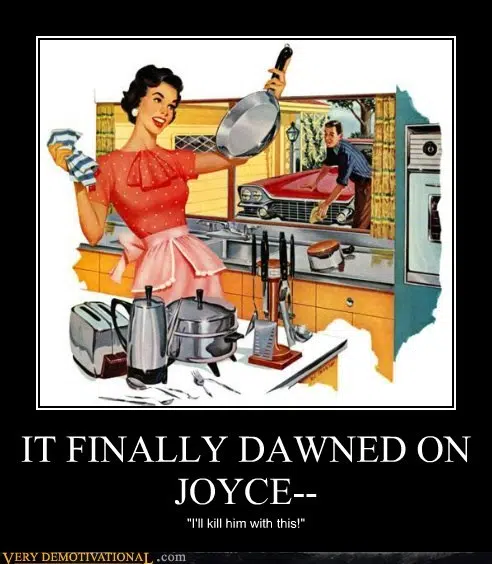 IT FINALLY DAWNED ON
JOYCE--
"I'll kill him with this!"
VERY DEMOTIVATIONAL .com